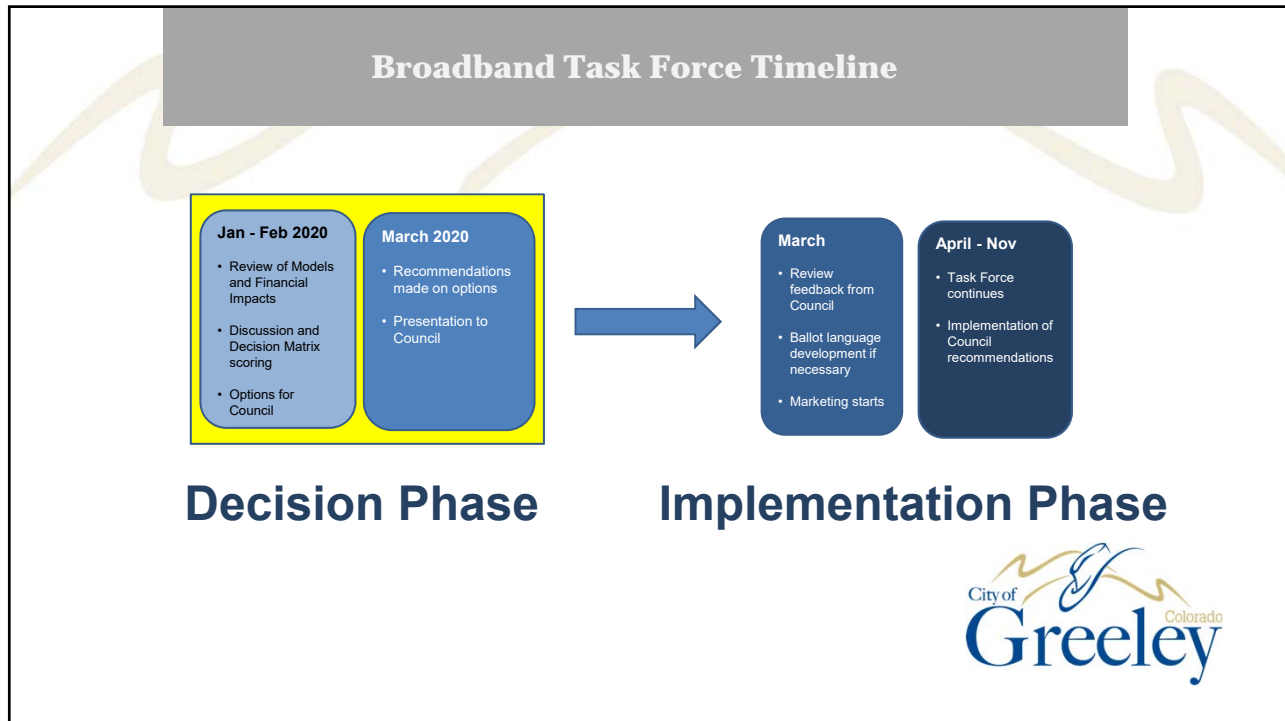 Broadband Task Force Timeline
Jan - Feb 2020
• Review of Models
and Financial
Impacts
• Discussion and
Decision Matrix
scoring
• Options for
Council
March 2020
• Recommendations
made on options
• Presentation to
Council
March
• Review
feedback from
Council
• Ballot language
development if
necessary
• Marketing starts
April - Nov
• Task Force
continues
• Implementation of
Council
recommendations
Decision Phase
Implementation Phase
City of
Colorado
Greeley